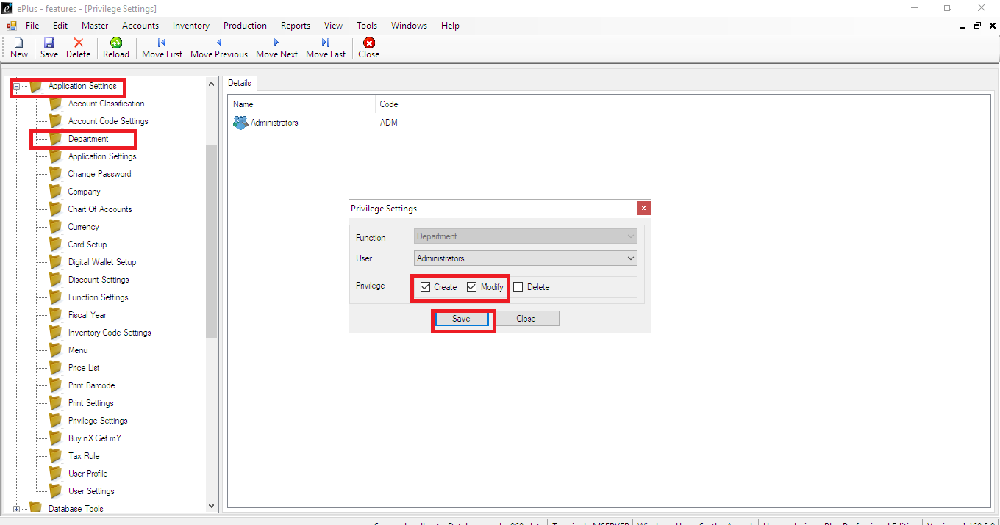 ePlus - features - [Privilege Settings]
File Edit Master Accounts Inventory Production Reports View Tools Windows Help
New Save Delete Reload Move First Move Previous Move Next Move Last Close
Application Settings
Account Classification
Account Code Settings
Department
Application Settings
Change Password
Company
Chart Of Accounts
Currency
Card Setup
Digital Wallet Setup
Discount Settings
Function Settings
Fiscal Year
Inventory Code Settings
Menu
Price List
Print Barcode
Print Settings
Privilege Settings
Buy nX Get mY
Tax Rule
User Profile
User Settings
Database Tools
Details
Name Code
Administrators ADM
Privilege Settings
Function Department
User Administrators
Privilege Create Modify Delete
Save Close